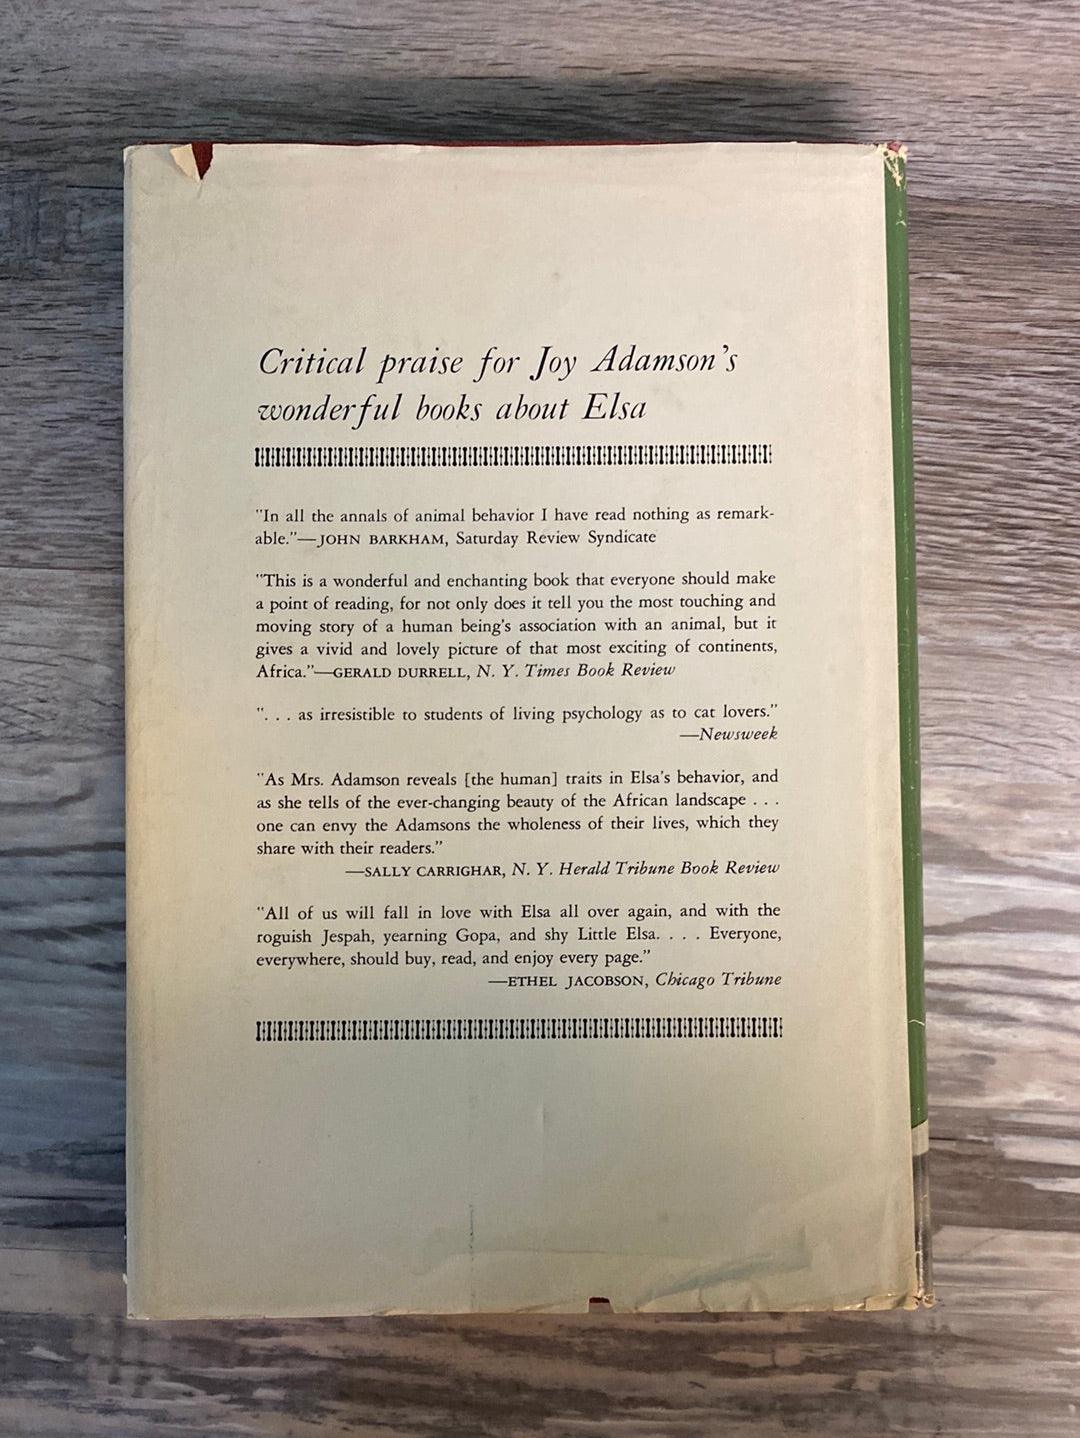 Critical praise for Joy Adamson's
wonderful books about Elsa
"In all the annals of animal behavior I have read nothing as remark-
able."—JOHN BARKHAM, Saturday Review Syndicate
"This is a wonderful and enchanting book that everyone should make
a point of reading, for not only does it tell you the most touching and
moving story of a human being's association with an animal, but it
gives a vivid and lovely picture of that most exciting of continents,
Africa."—GERALD DURRELL, N. Y. Times Book Review
". . . as irresistible to students of living psychology as to cat lovers."
—Newsweek
"As Mrs. Adamson reveals [the human] traits in Elsa's behavior, and
as she tells of the ever-changing beauty of the African landscape . . .
one can envy the Adamsons the wholeness of their lives, which they
share with their readers."
—SALLY CARRIGHAR, N. Y. Herald Tribune Book Review
"All of us will fall in love with Elsa all over again, and with the
roguish Jespah, yearning Gopa, and shy Little Elsa. . . . Everyone,
everywhere, should buy, read, and enjoy every page."
—ETHEL JACOBSON, Chicago Tribune